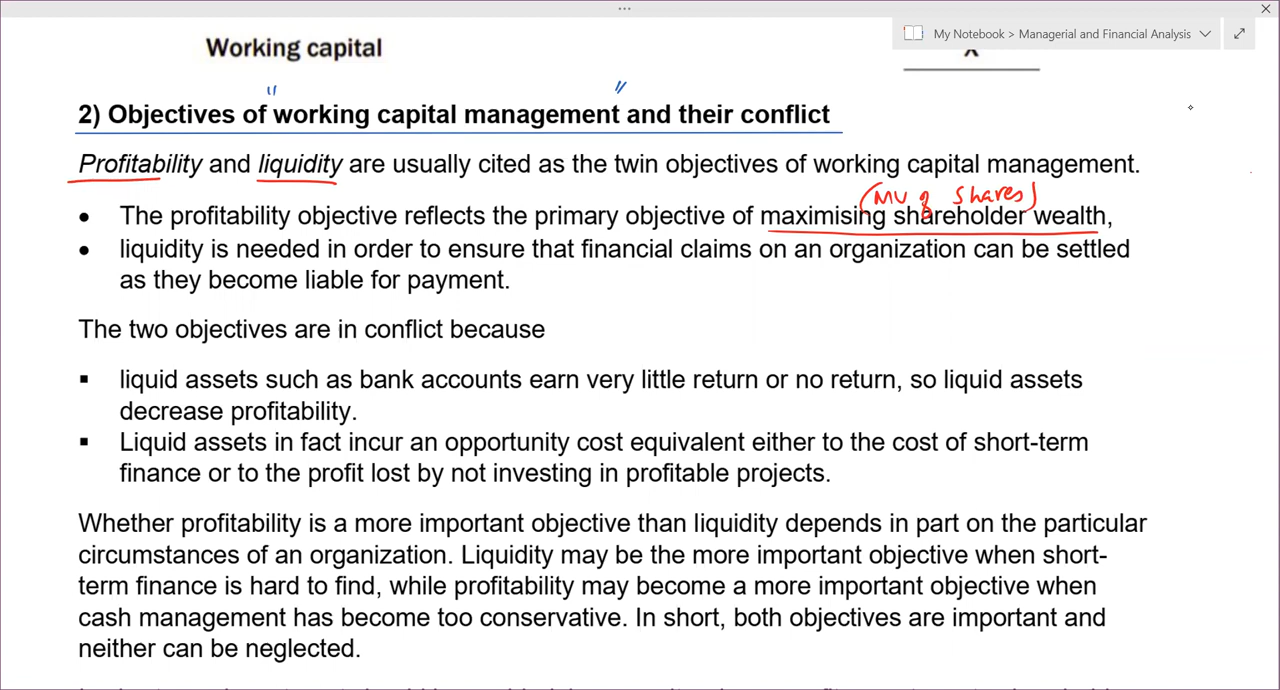 My Notebook > Managerial and Financial Analysis
Working capital
X
2) Objectives of "working capital management" and their conflict
Profitability and liquidity are usually cited as the twin objectives of working capital management.
(MV of shares)
• The profitability objective reflects the primary objective of maximising shareholder wealth,
• liquidity is needed in order to ensure that financial claims on an organization can be settled
as they become liable for payment.
The two objectives are in conflict because
▪ liquid assets such as bank accounts earn very little return or no return, so liquid assets
decrease profitability.
▪ Liquid assets in fact incur an opportunity cost equivalent either to the cost of short-term
finance or to the profit lost by not investing in profitable projects.
Whether profitability is a more important objective than liquidity depends in part on the particular
circumstances of an organization. Liquidity may be the more important objective when short-
term finance is hard to find, while profitability may become a more important objective when
cash management has become too conservative. In short, both objectives are important and
neither can be neglected.